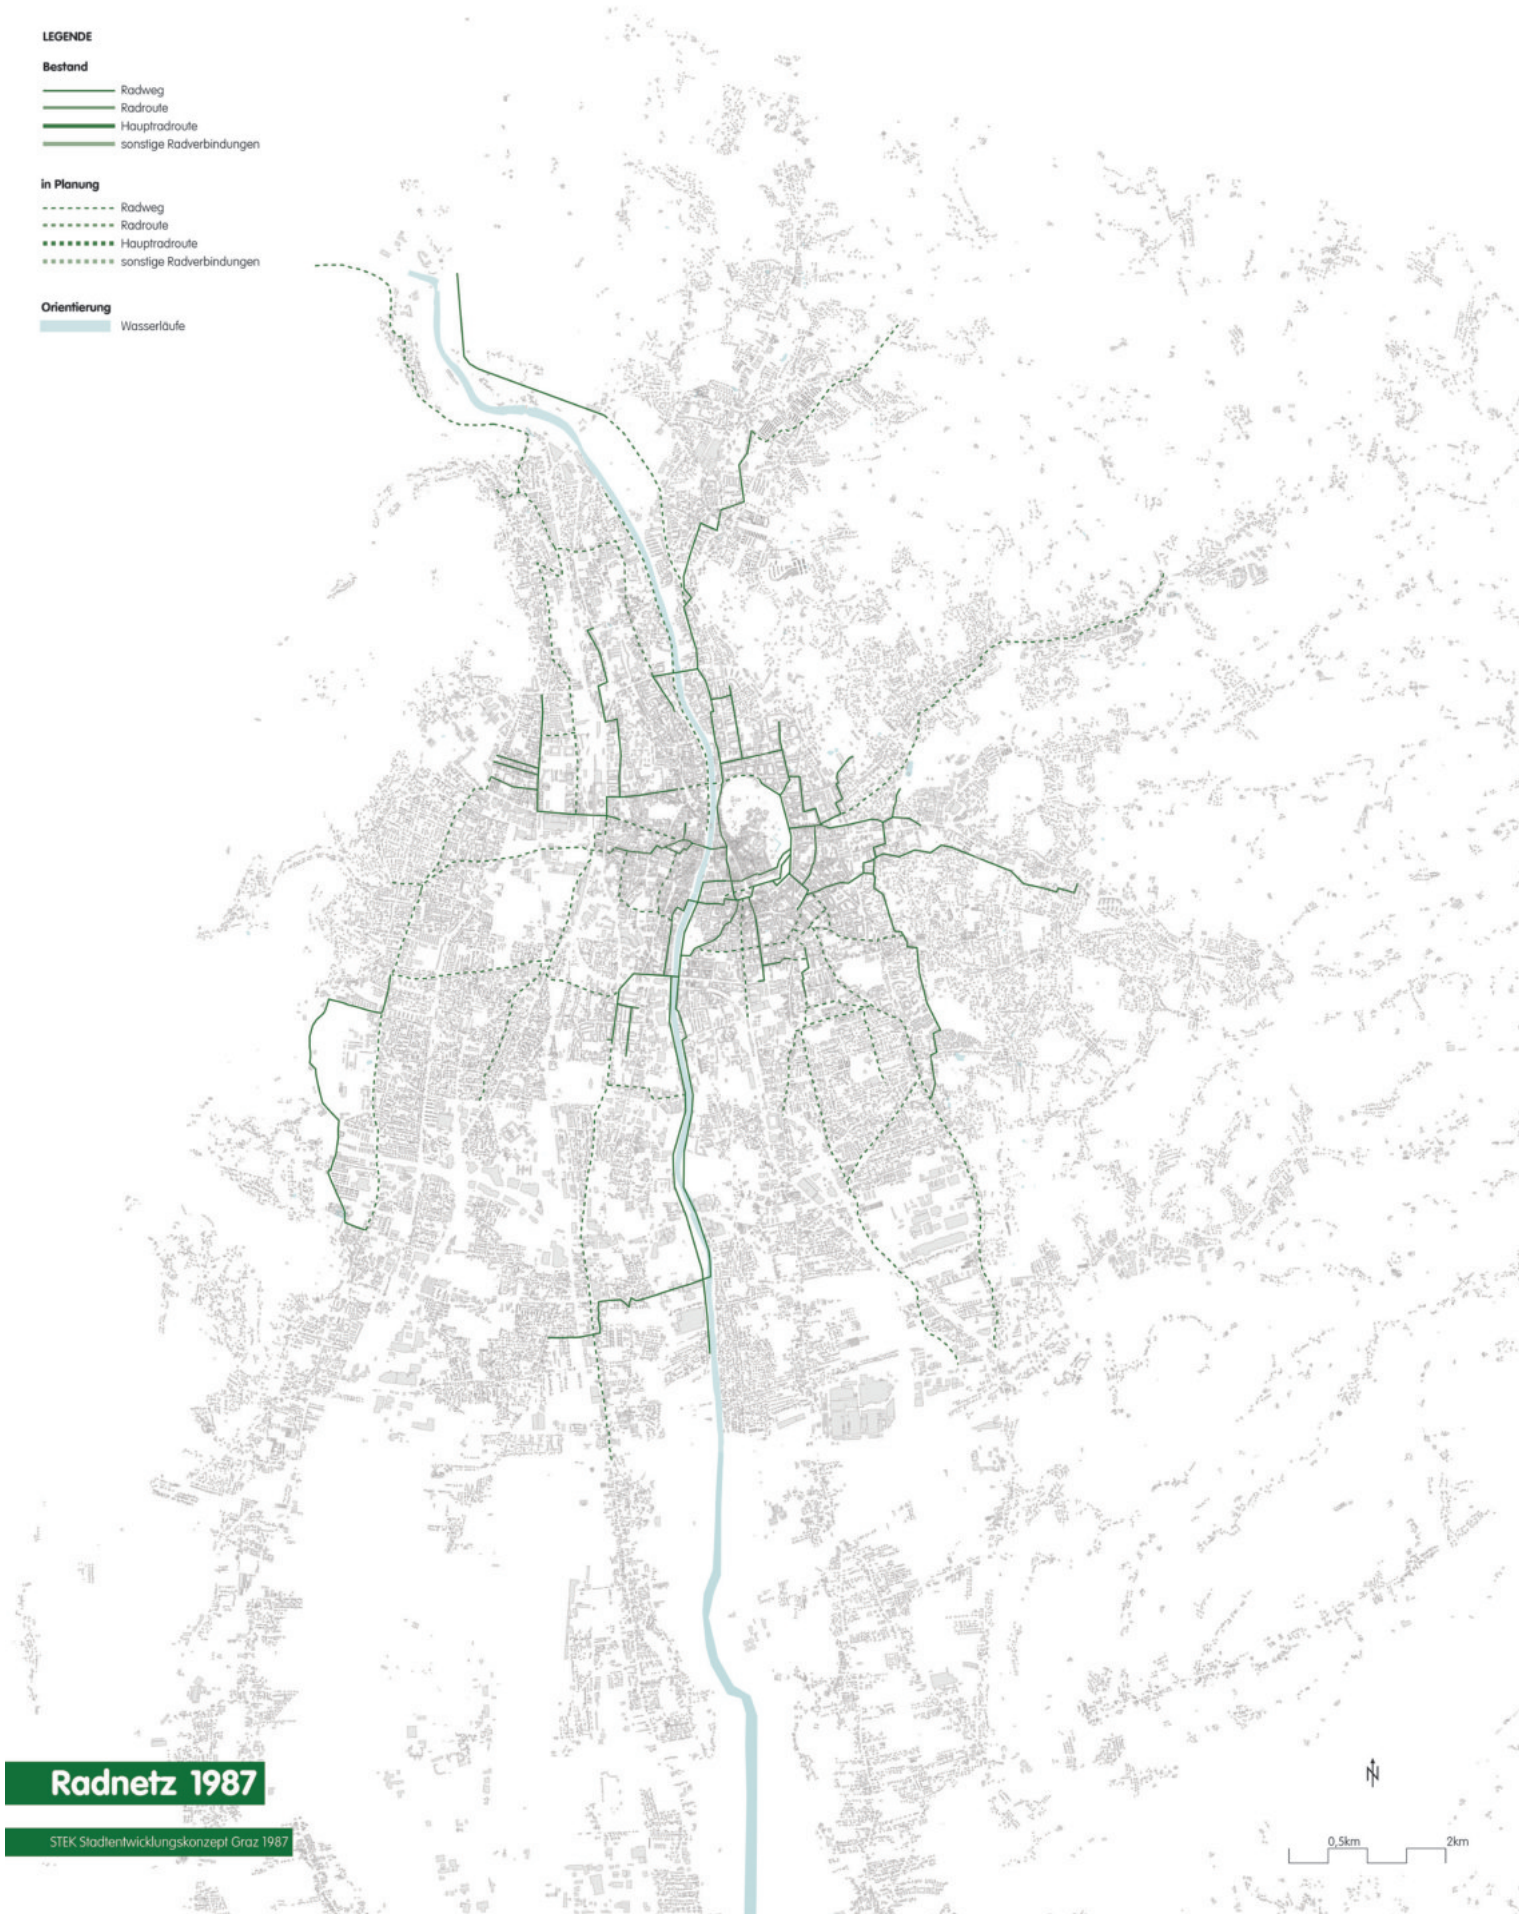 LEGENDE
Bestand
Radweg
Radroute
Hauptradroute
sonstige Radverbindungen
in Planung
Radweg
Radroute
Hauptradroute
sonstige Radverbindungen
Orientierung
Wasserläufe
Radnetz 1987
STEK Stadtentwicklungskonzept Graz 1987
N
0,5km 2km